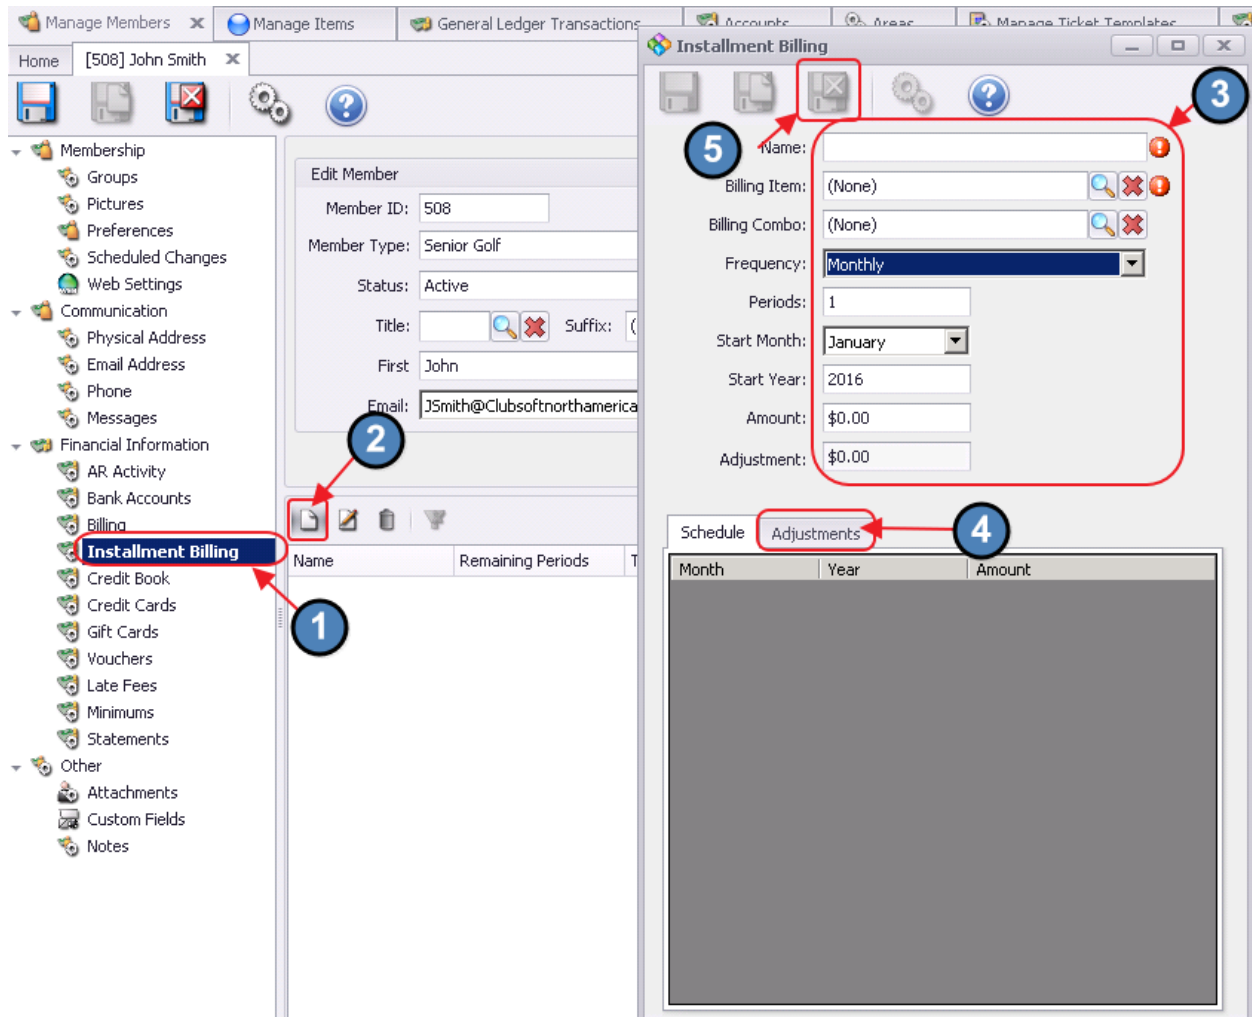 Manage Members
Manage Items
General Ledger Transactions
Accounts
Areas
Manage Ticket Templates
Home
[508] John Smith
Membership
Groups
Pictures
Preferences
Scheduled Changes
Web Settings
Communication
Physical Address
Email Address
Phone
Messages
Financial Information
AR Activity
Bank Accounts
Billing
Installment Billing
Credit Book
Credit Cards
Gift Cards
Vouchers
Late Fees
Minimums
Statements
Other
Attachments
Custom Fields
Notes
1
Edit Member
Member ID: 508
Member Type: Senior Golf
Status: Active
Title: Suffix: (
First John
Email: JSmith@Clubsoftnorthamerica
2
Name Remaining Periods T
Installment Billing
3
5
Name:
Billing Item: (None)
Billing Combo: (None)
Frequency: Monthly
Periods: 1
Start Month: January
Start Year: 2016
Amount: $0.00
Adjustment: $0.00
Schedule Adjustments
4
Month Year Amount